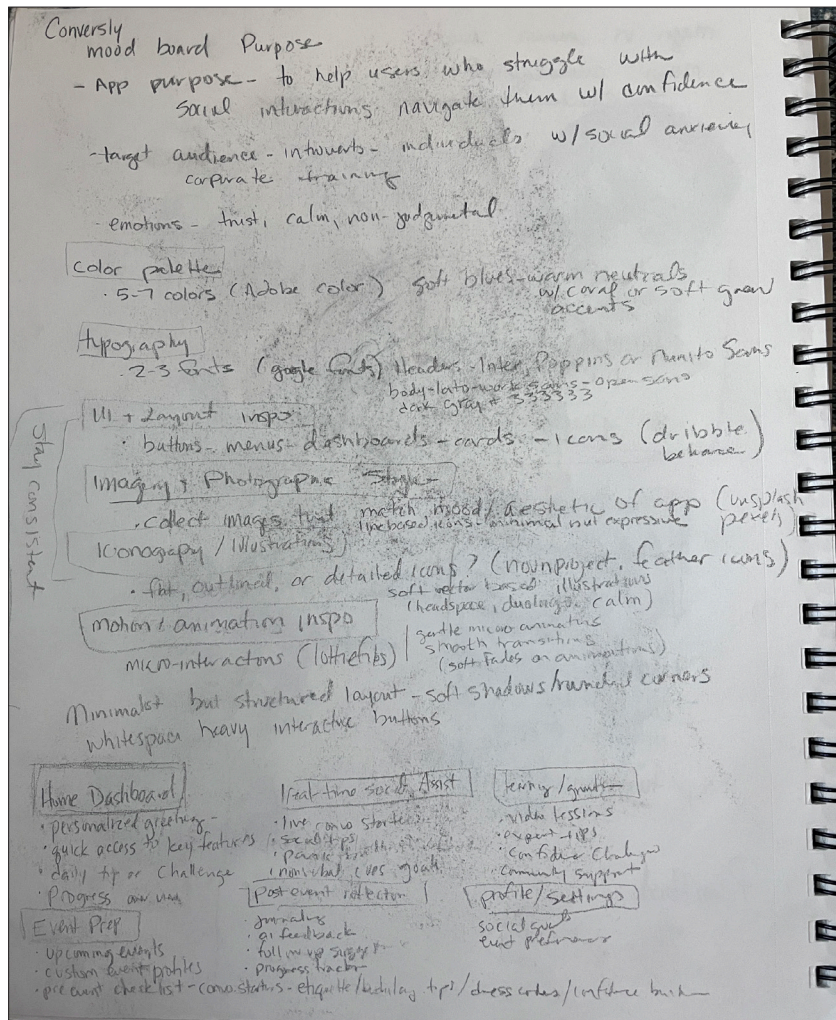 Conversly
mood board Purpose
- App purpose - to help users who struggle with
social interactions navigate them w/ confidence
- target audience - introverts - individuals w/ social anxiety
corporate training
- emotions - trust, calm, non-judgmental
Color palette
· 5-7 colors (Adobe color) soft blues - warm neutrals
w/ coral or soft green
accents
typography
· 2-3 fonts (google fonts) Headers - Inter, Poppins or Nunito Sans
body - lato - work sans - open sans
dark gray # 333333
Stay consistent
UI + Layout inspo
· buttons - menus - dashboards - cards - icons (dribble
behance)
Imagery + Photographic Style
· collect images that match mood/aesthetic of app (unsplash
pexels)
line based icons - minimal but expressive
Iconography / Illustrations
· flat, outlined, or detailed icons? (nounproject, feather icons)
soft vector based illustrations
(headspace, duolingo, calm)
motion + animation inspo
micro-interactions (lottiefiles)
gentle micro animations
smooth transitions
(soft fades on animations)
Minimalist but structured layout - soft shadows/rounded corners
whitespace heavy interactive buttons
Home Dashboard
· personalized greeting -
· quick access to key features
· daily tip or challenge
· Progress overview
Real-time social Assist
· live convo starters
· social tips
nonverbal cues goals
learning/growth
· video lessons
· expert tips
· confidence challenges
· community support
Event Prep
· upcoming events
· custom event profiles
· pre event checklist - convo. starters - etiquette/body lang tips/dress codes/confidence
Post event reflection
· journaling
· ai feedback
· follow up
· progress tracker
profile/settings
social goals
event preferences